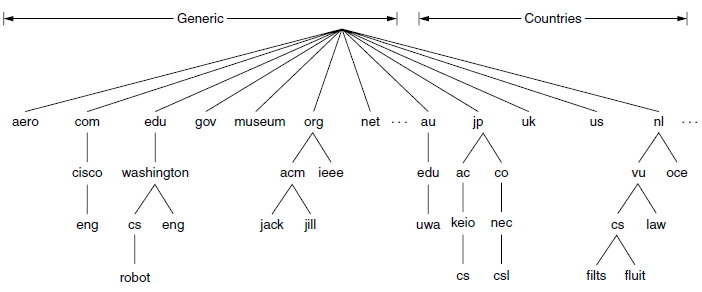 Generic Countries
aero com edu gov museum org net ... au jp uk us nl ...
cisco washington acm ieee edu ac co vu oce
eng cs eng jack jill uwa keio nec cs law
robot cs csl filts fluit